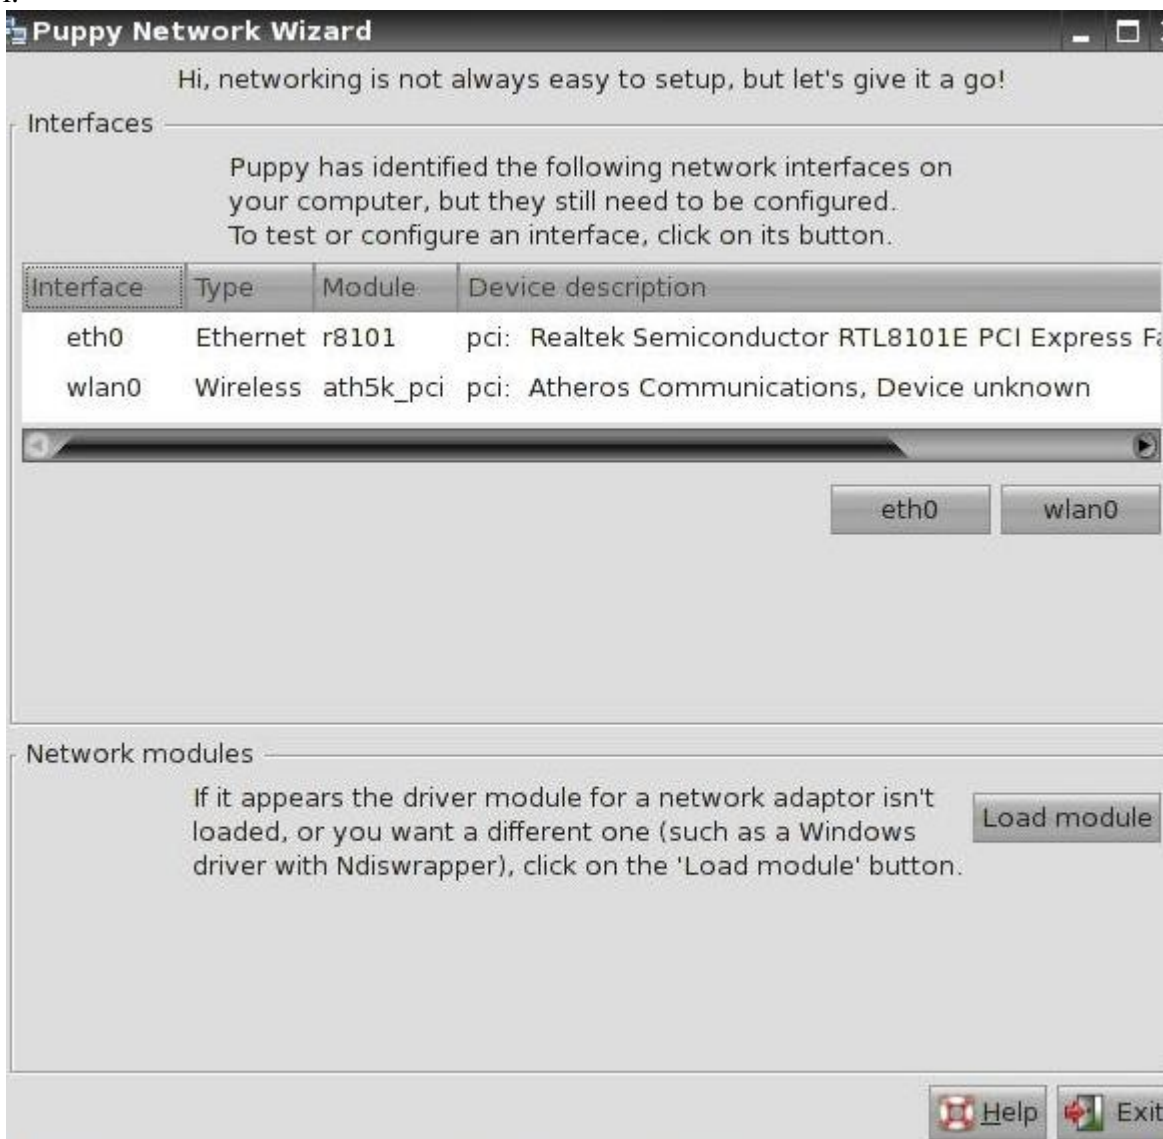 Puppy Network Wizard
Hi, networking is not always easy to setup, but let's give it a go!
Interfaces
Puppy has identified the following network interfaces on
your computer, but they still need to be configured.
To test or configure an interface, click on its button.
Interface Type Module Device description
eth0 Ethernet r8101 pci: Realtek Semiconductor RTL8101E PCI Express
wlan0 Wireless ath5k_pci pci: Atheros Communications, Device unknown
eth0 wlan0
Network modules
If it appears the driver module for a network adaptor isn't
loaded, or you want a different one (such as a Windows
driver with Ndiswrapper), click on the 'Load module' button.
Load module
Help Exit